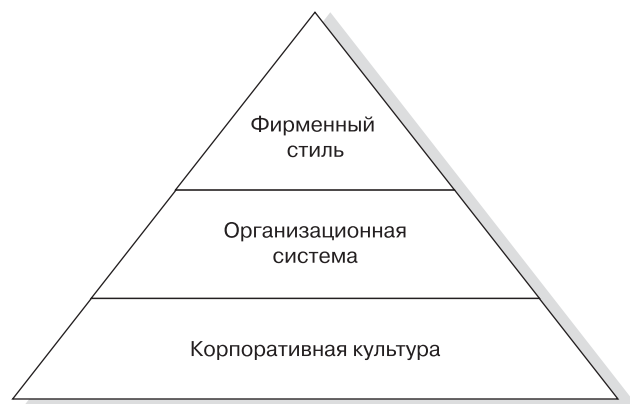 Фирменный
стиль
Организационная
система
Корпоративная культура